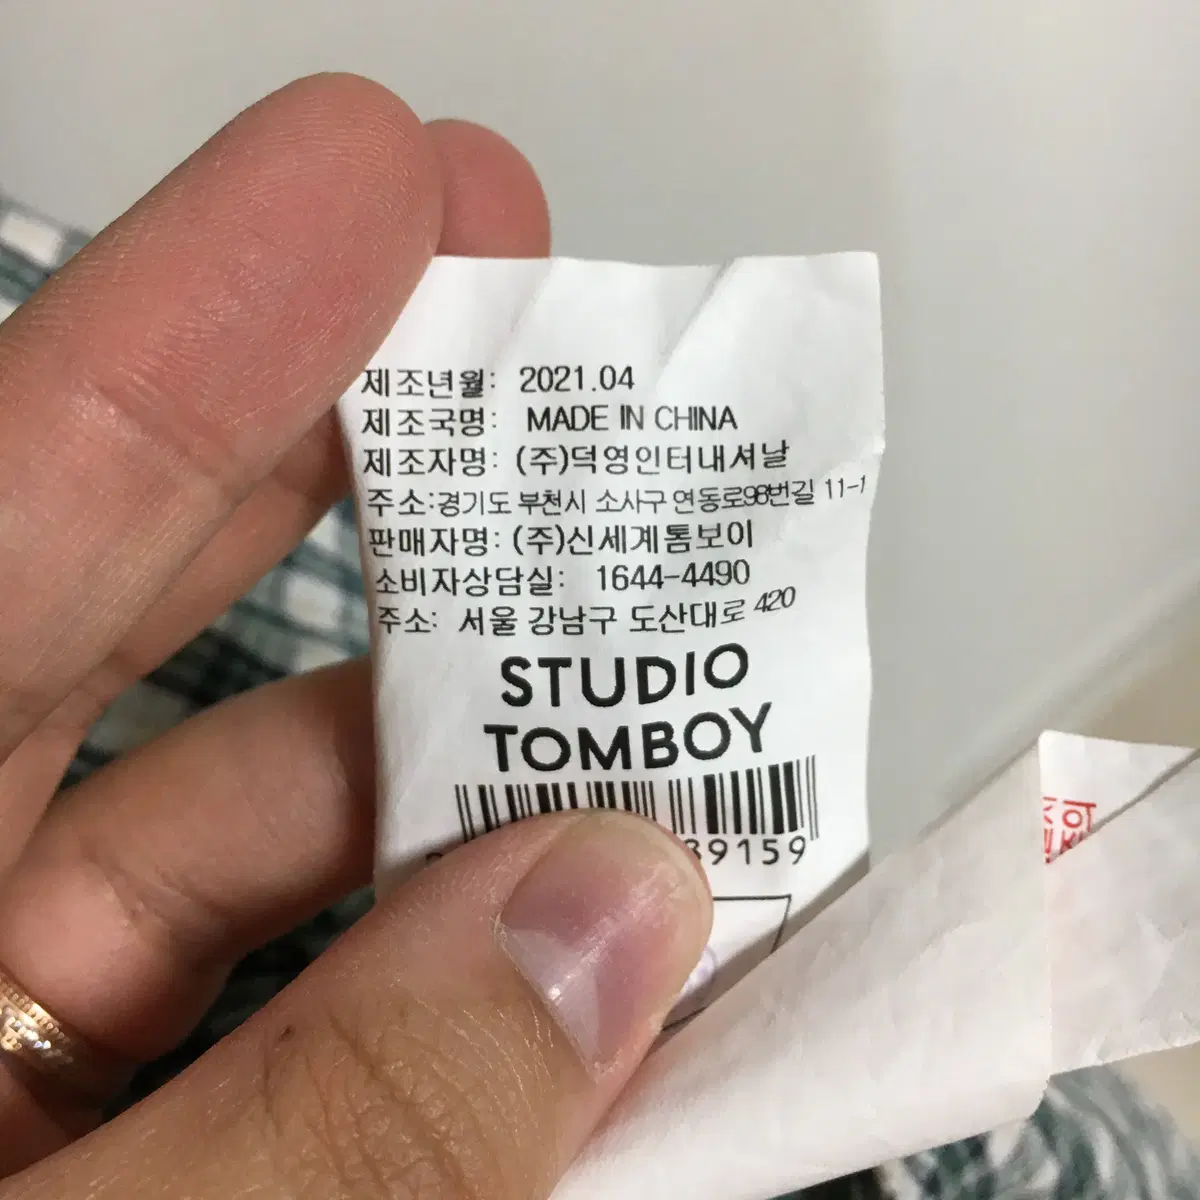 제조년월: 2021.04
제조국명: MADE IN CHINA
제조자명: (주)덕영인터내셔날
주소:경기도 부천시 소사구 연동로98번길 11-1
판매자명: (주)신세계톰보이
소비자상담실: 1644-4490
주소: 서울 강남구 도산대로 420
STUDIO
TOMBOY
39159